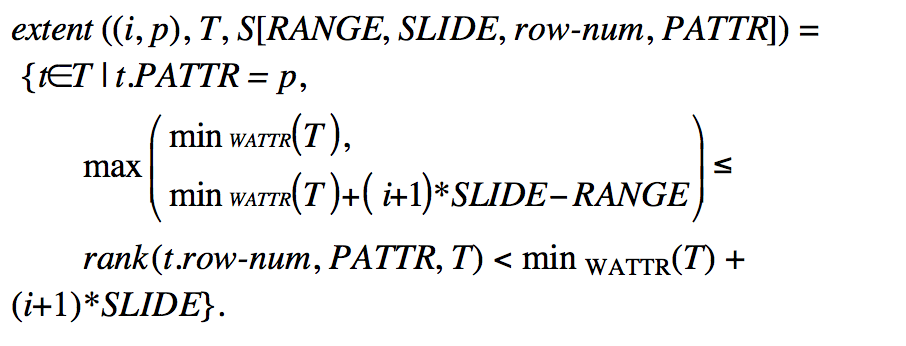 extent ((i, p), T, S[RANGE, SLIDE, row-num, PATTR]) =
{t∈T | t.PATTR = p,
max ( min WATTR(T),
min WATTR(T)+( i+1)*SLIDE−RANGE ) ≤
rank(t.row-num, PATTR, T) < min WATTR(T) +
(i+1)*SLIDE}.